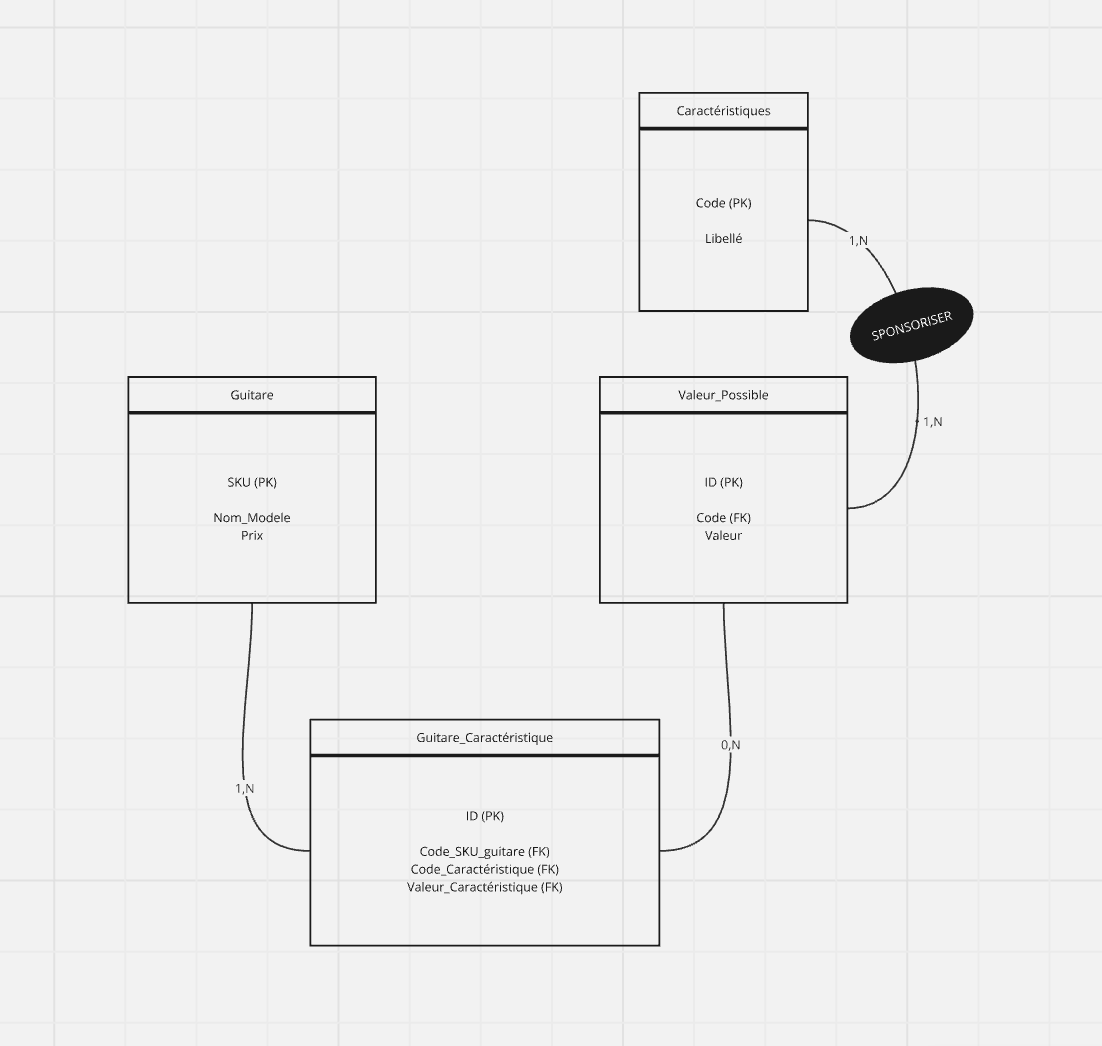 Caractéristiques
Code (PK)
Libellé
1,N
SPONSORISER
1,N
Guitare
SKU (PK)
Nom_Modele
Prix
Valeur_Possible
ID (PK)
Code (FK)
Valeur
1,N
0,N
Guitare_Caractéristique
ID (PK)
Code_SKU_guitare (FK)
Code_Caractéristique (FK)
Valeur_Caractéristique (FK)